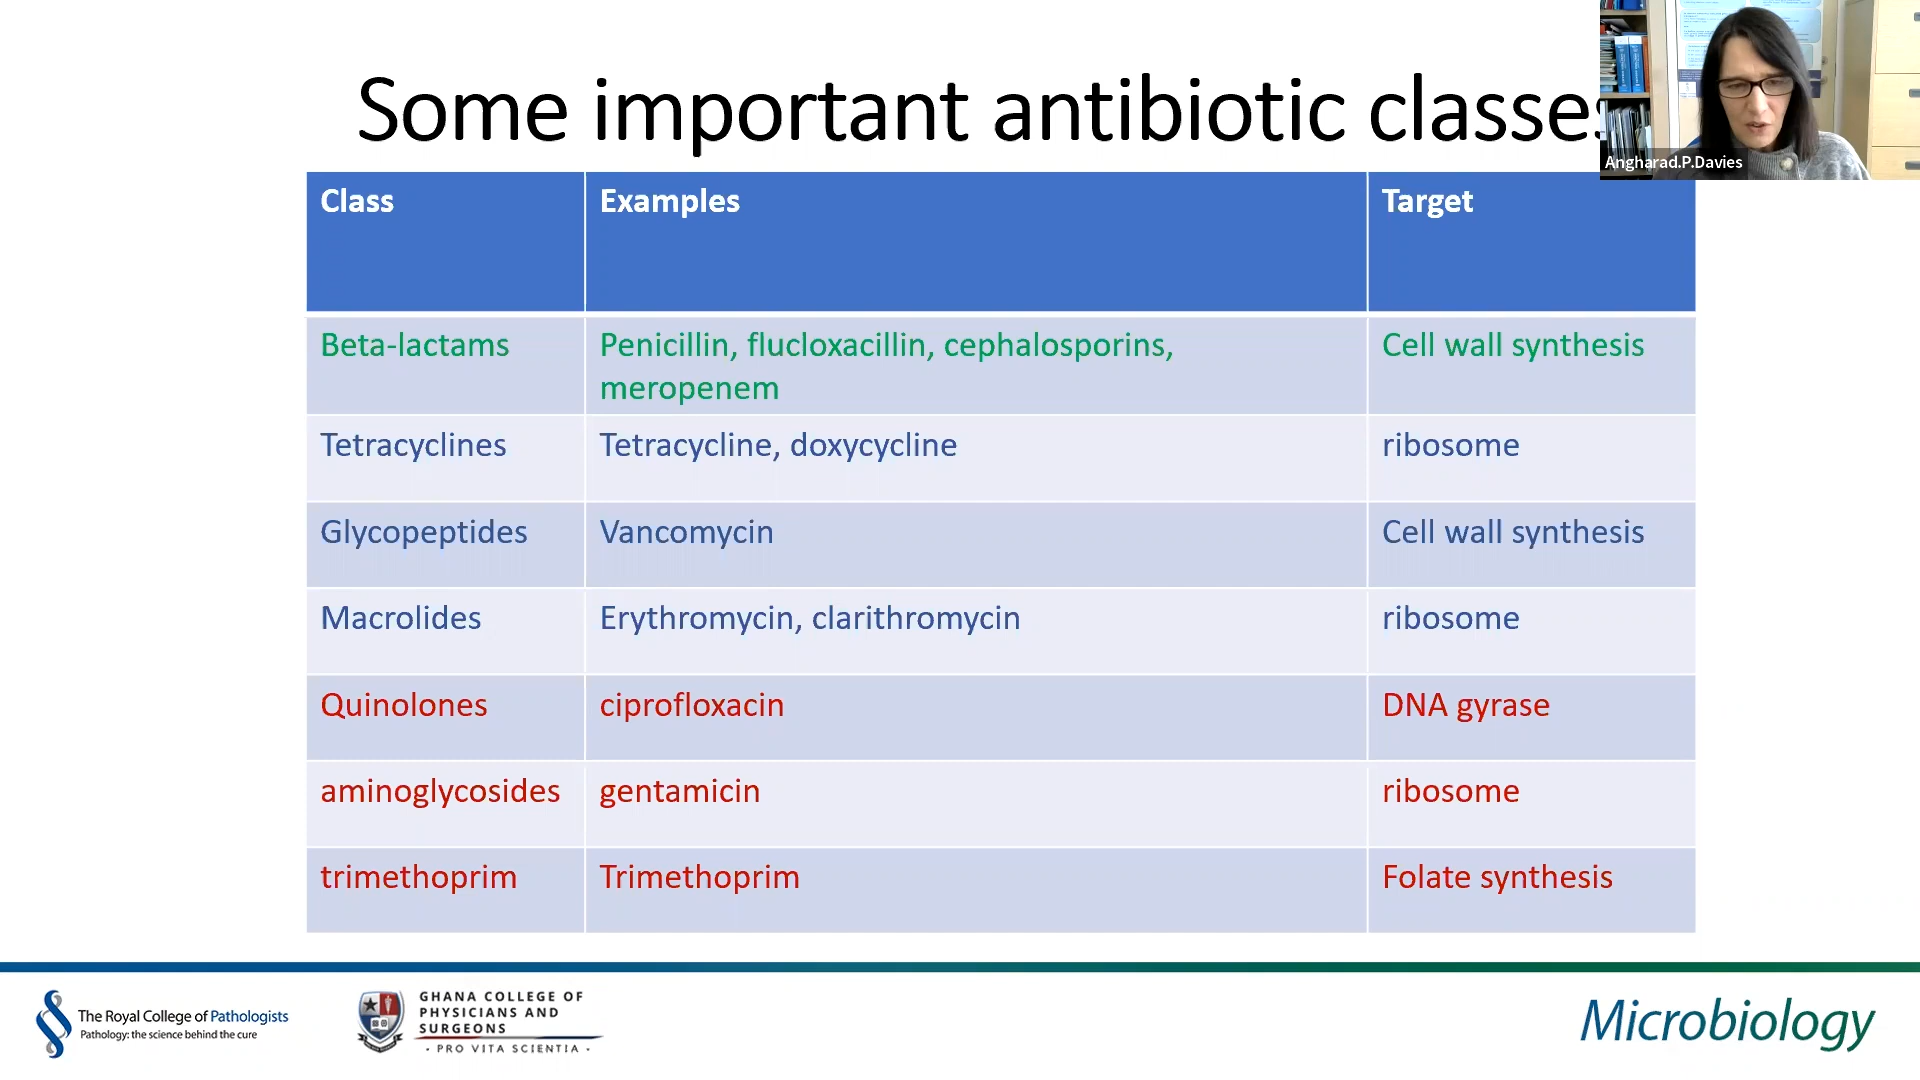 Some important antibiotic classes
Angharad.P.Davies
Class Examples Target
Beta-lactams Penicillin, flucloxacillin, cephalosporins, Cell wall synthesis
meropenem
Tetracyclines Tetracycline, doxycycline ribosome
Glycopeptides Vancomycin Cell wall synthesis
Macrolides Erythromycin, clarithromycin ribosome
Quinolones ciprofloxacin DNA gyrase
aminoglycosides gentamicin ribosome
trimethoprim Trimethoprim Folate synthesis
The Royal College of Pathologists
Pathology: the science behind the cure
GHANA COLLEGE OF
PHYSICIANS AND
SURGEONS
- PRO VITA SCIENTIA -
Microbiology